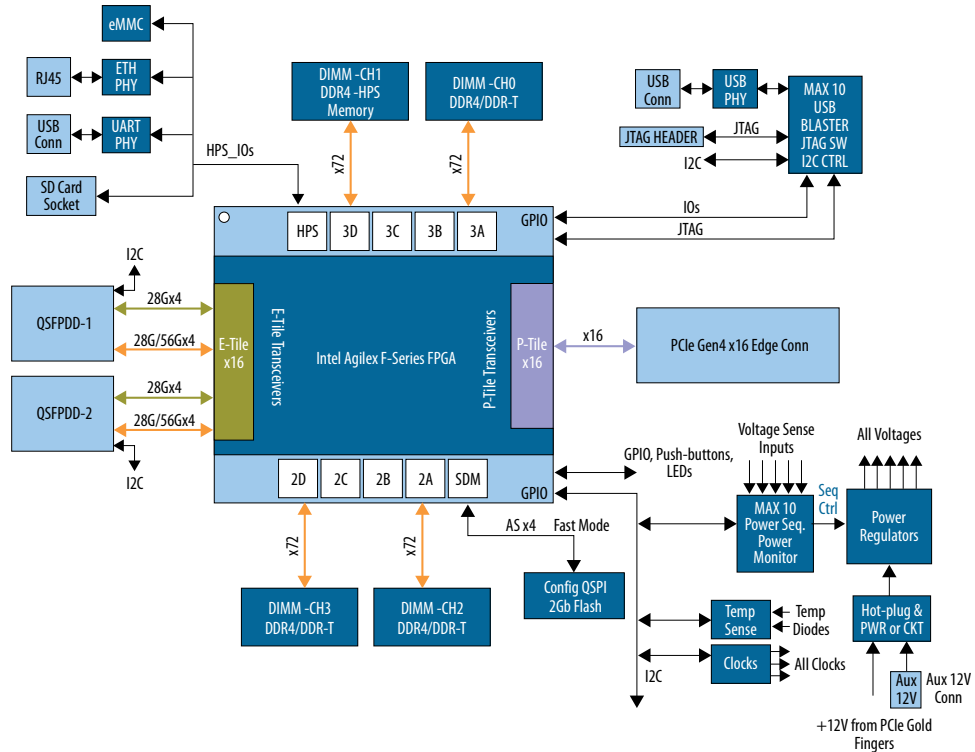 eMMC
RJ45
ETH
PHY
USB
Conn
UART
PHY
SD Card
Socket
HPS_IOs
DIMM -CH1
DDR4 -HPS
Memory
DIMM -CH0
DDR4/DDR-T
x72
x72
USB
Conn
USB
PHY
MAX 10
USB
BLASTER
JTAG SW
I2C CTRL
JTAG HEADER
JTAG
I2C
IOs
JTAG
HPS
3D
3C
3B
3A
GPIO
I2C
QSFPDD-1
28Gx4
28G/56Gx4
QSFPDD-2
28Gx4
28G/56Gx4
I2C
E-Tile
x16
E-Tile Transceivers
Intel Agilex F-Series FPGA
P-Tile Transceivers
P-Tile
x16
x16
PCIe Gen4 x16 Edge Conn
2D
2C
2B
2A
SDM
GPIO
GPIO, Push-buttons,
LEDs
x72
x72
AS x4
Fast Mode
DIMM -CH3
DDR4/DDR-T
DIMM -CH2
DDR4/DDR-T
Config QSPI
2Gb Flash
Voltage Sense
Inputs
All Voltages
MAX 10
Power Seq.
Power
Monitor
Seq
Ctrl
Power
Regulators
Temp
Sense
Temp
Diodes
Hot-plug &
PWR or CKT
Clocks
All Clocks
I2C
Aux
12V
Aux 12V
Conn
+12V from PCIe Gold
Fingers